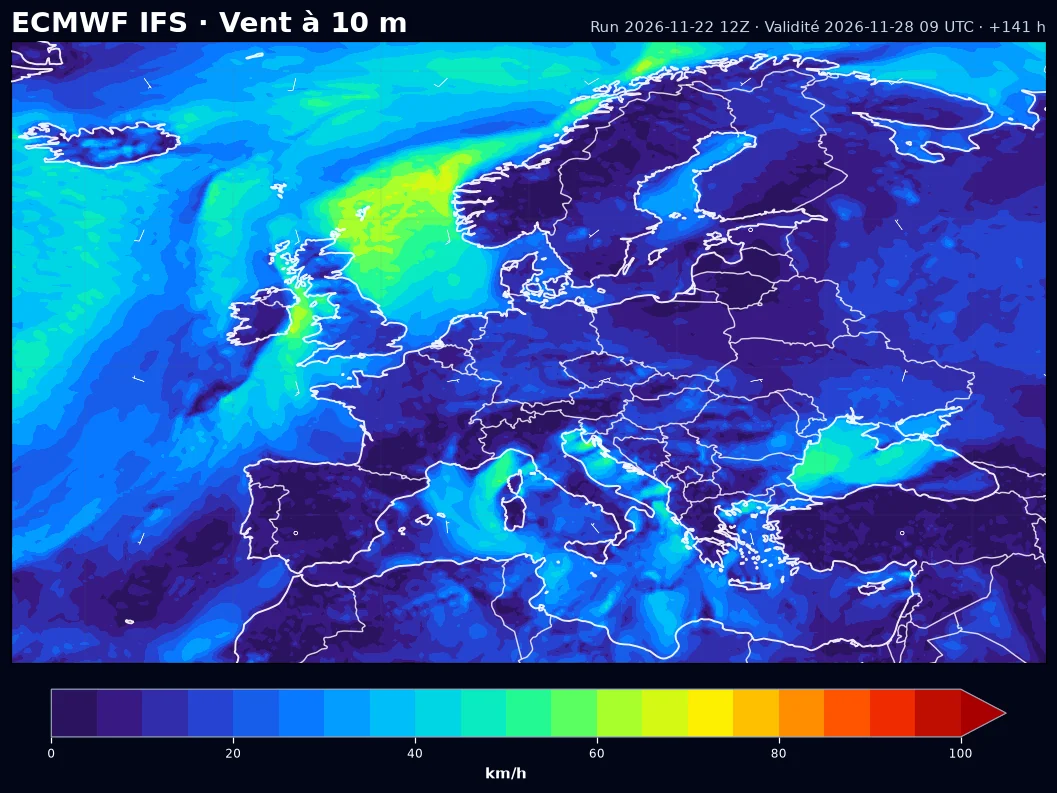 ECMWF IFS · Vent à 10 m
Run 2026-11-22 12Z · Validité 2026-11-28 09 UTC · +141 h
0 20 40 60 80 100
km/h